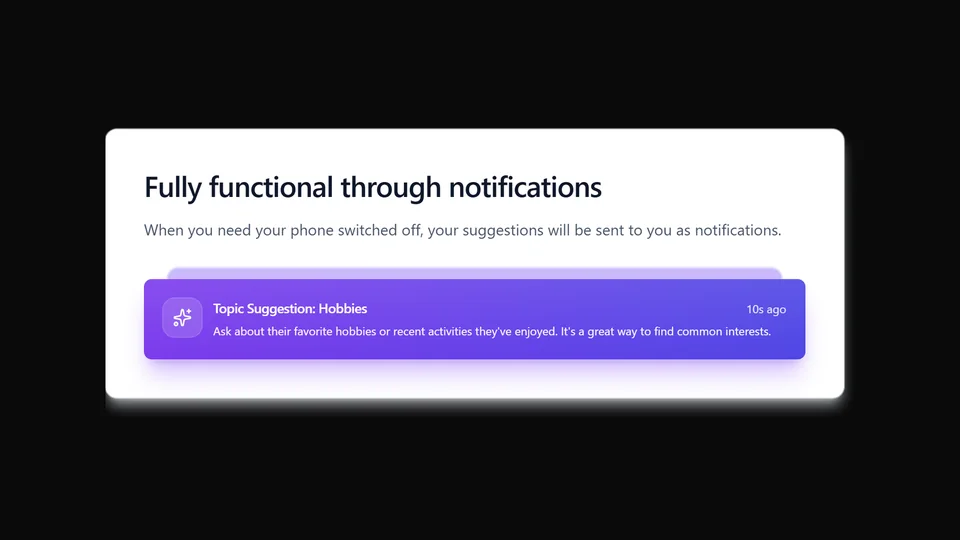 Fully functional through notifications
When you need your phone switched off, your suggestions will be sent to you as notifications.
Topic Suggestion: Hobbies
10s ago
Ask about their favorite hobbies or recent activities they've enjoyed. It's a great way to find common interests.